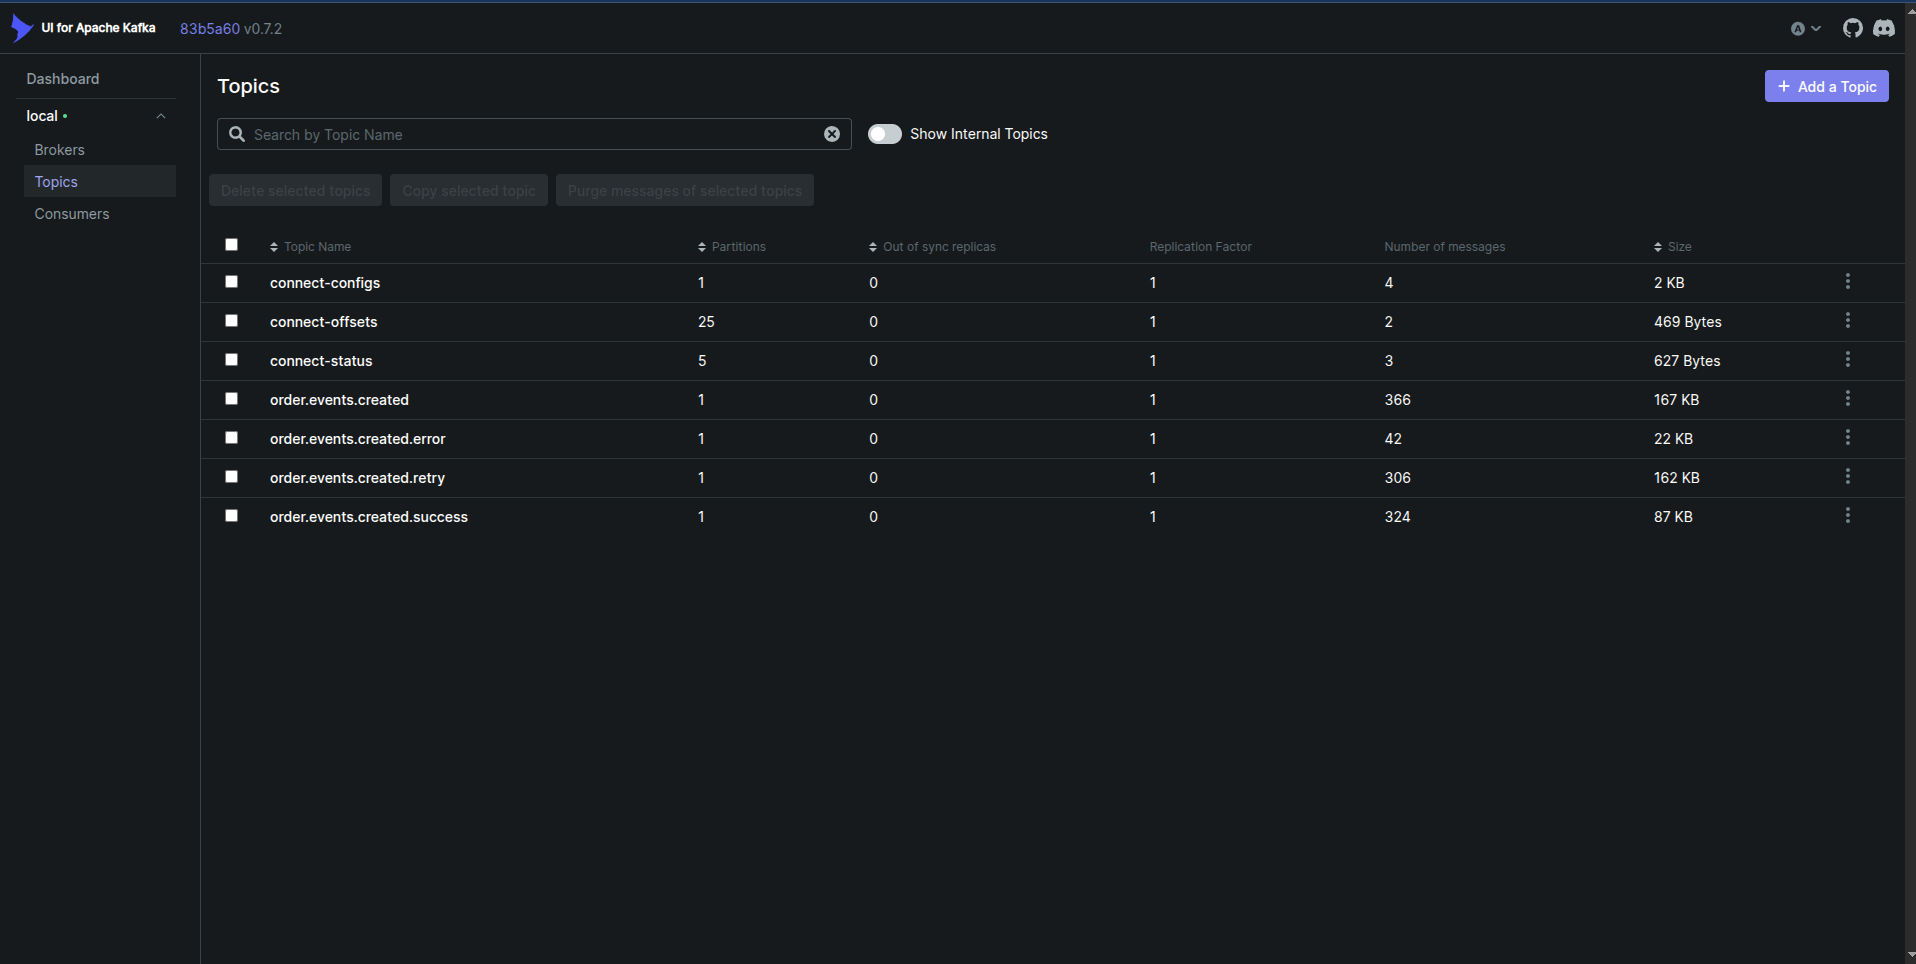 UI for Apache Kafka 83b5a60 v0.7.2 A
Dashboard
local
Brokers
Topics
Consumers
Topics
+ Add a Topic
Search by Topic Name
Show Internal Topics
Delete selected topics Copy selected topic Purge messages of selected topics
Topic Name Partitions Out of sync replicas Replication Factor Number of messages Size
connect-configs 1 0 1 4 2 KB
connect-offsets 25 0 1 2 469 Bytes
connect-status 5 0 1 3 627 Bytes
order.events.created 1 0 1 366 167 KB
order.events.created.error 1 0 1 42 22 KB
order.events.created.retry 1 0 1 306 162 KB
order.events.created.success 1 0 1 324 87 KB